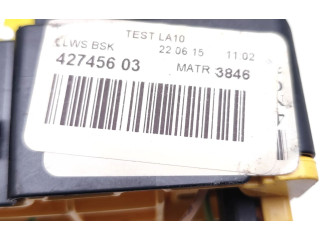 TEST LA10
LWS BSK 22 06 15 11.02
427456 03 MATR 3846